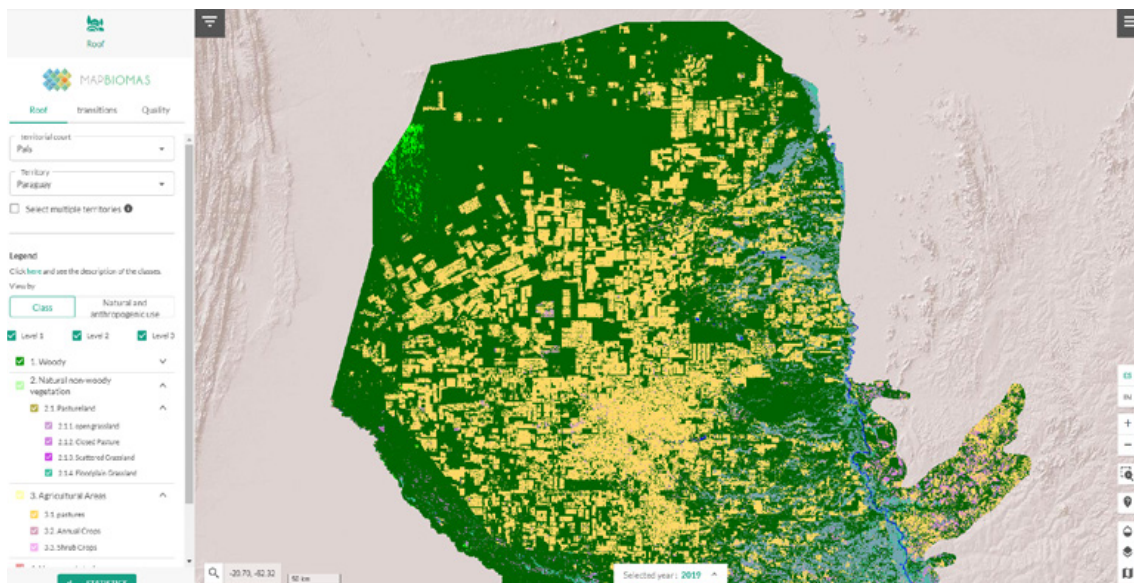 Roof
MAPBIOMAS
Roof transitions Quality
Territorial court
País
Territory
Paraguay
Select multiple territories
Legend
Click here and see the description of the classes.
View by
Class
Natural and
anthropogenic use
Level 1 Level 2 Level 3
1. Woody
2. Natural non-woody
vegetation
2.1. Pastureland
2.1.1. open grassland
2.1.2. Closed Pasture
2.1.3. Scattered Grassland
2.1.4. Floodplain Grassland
3. Agricultural Areas
3.1. pastures
3.2. Annual Crops
3.3. Shrub Crops
-20.70, -62.32
50 km
Selected year: 2019
ES
EN